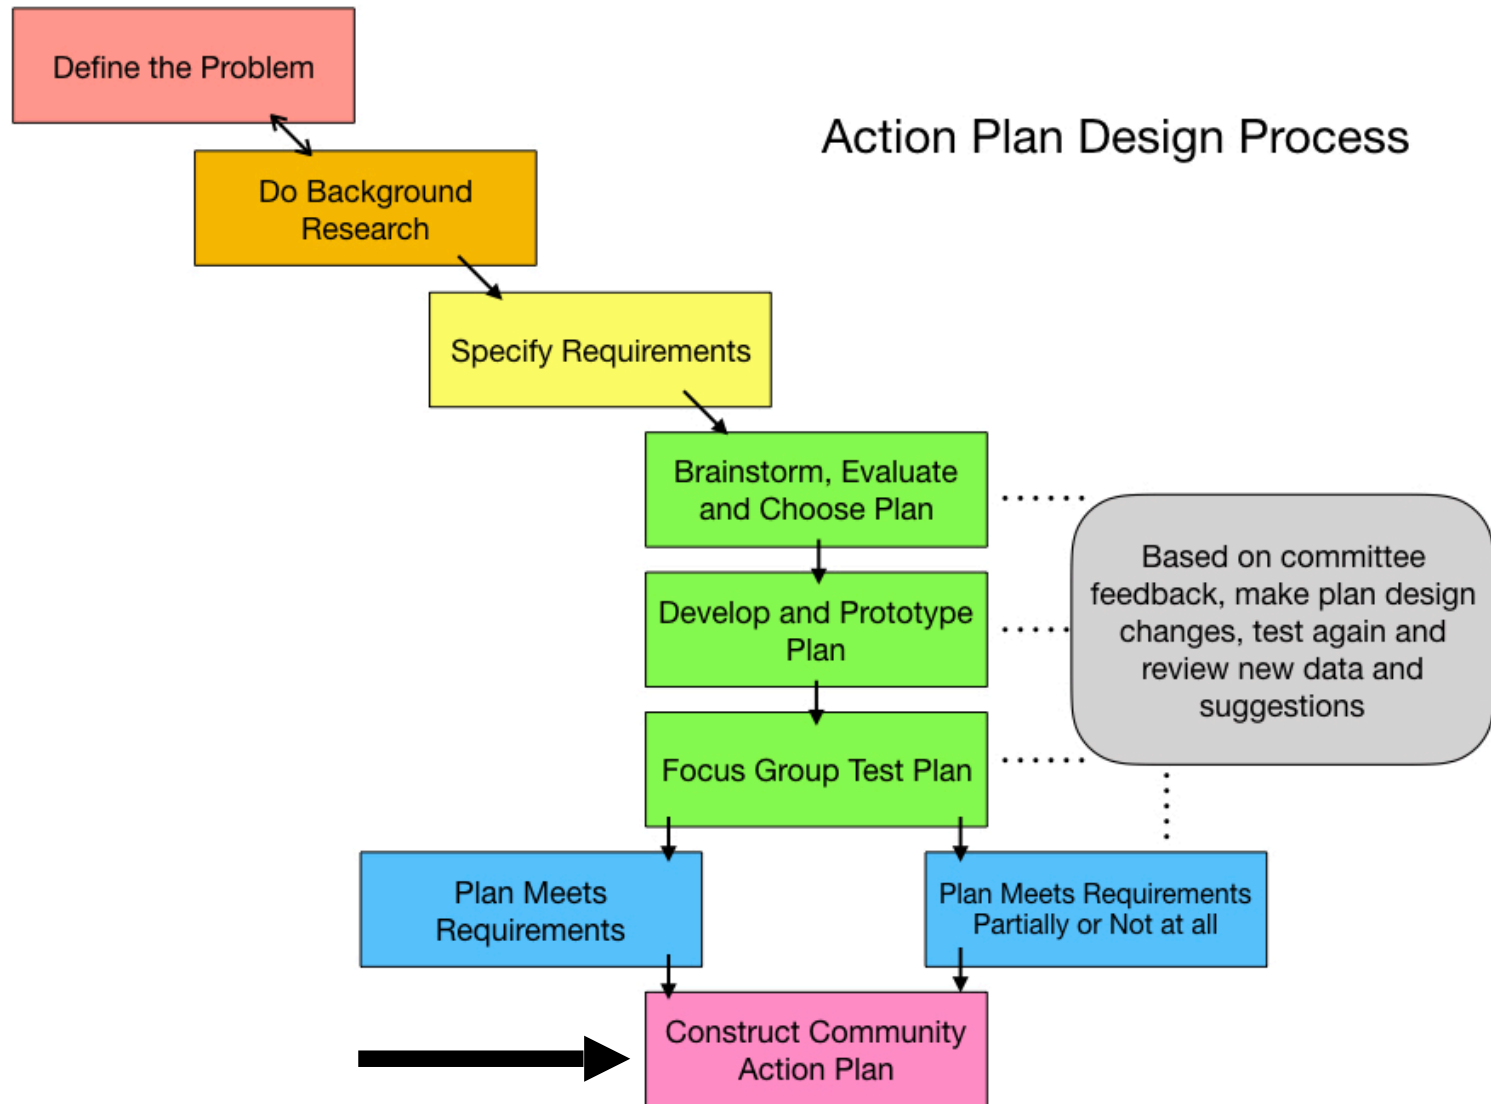 Define the Problem
Action Plan Design Process
Do Background
Research
Specify Requirements
Brainstorm, Evaluate
and Choose Plan
Based on committee
feedback, make plan design
changes, test again and
review new data and
suggestions
Develop and Prototype
Plan
Focus Group Test Plan
Plan Meets
Requirements
Plan Meets Requirements
Partially or Not at all
Construct Community
Action Plan